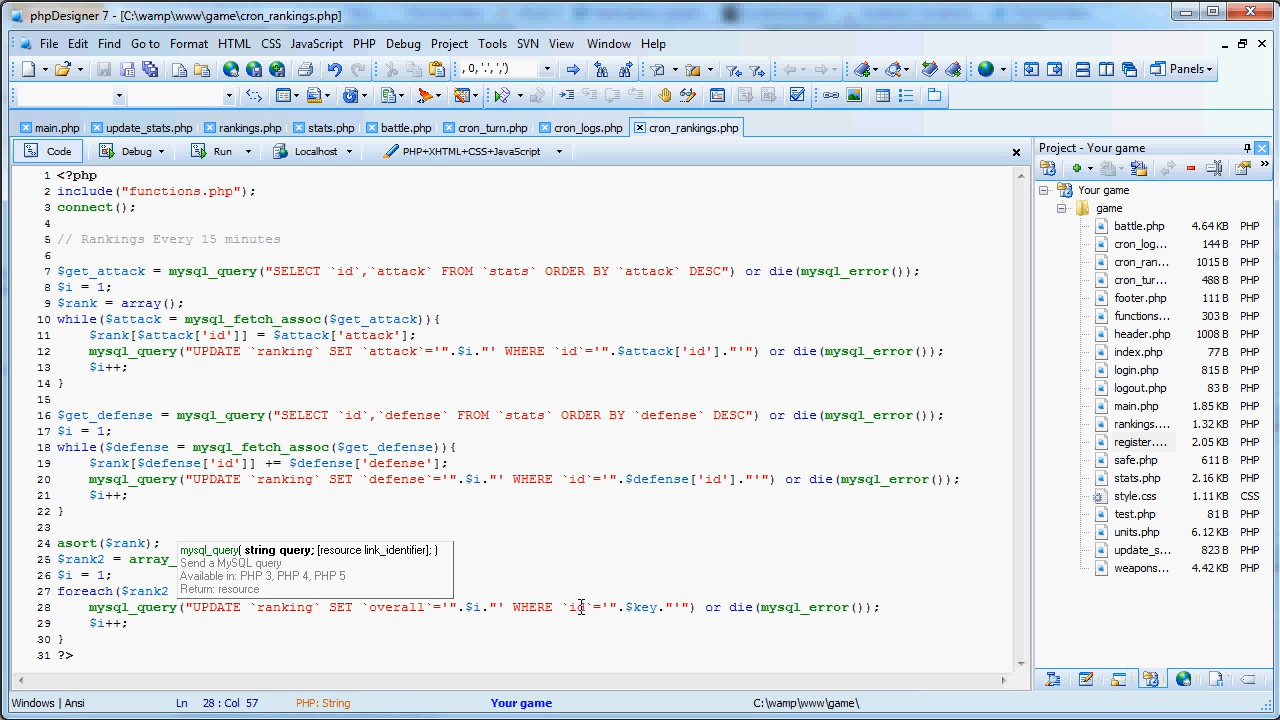 phpDesigner 7 - [C:\wamp\www\game\cron_rankings.php]
File Edit Find Go to Format HTML CSS JavaScript PHP Debug Project Tools SVN View Window Help
, 0,'.',',') Panels
main.php update_stats.php rankings.php stats.php battle.php cron_turn.php cron_logs.php cron_rankings.php
Code Debug Run Localhost PHP+XHTML+CSS+JavaScript
1 <?php
2 include("functions.php");
3 connect();
4
5 // Rankings Every 15 minutes
6
7 $get_attack = mysql_query("SELECT `id`,`attack` FROM `stats` ORDER BY `attack` DESC") or die(mysql_error());
8 $i = 1;
9 $rank = array();
10 while($attack = mysql_fetch_assoc($get_attack)){
11 $rank[$attack['id']] = $attack['attack'];
12 mysql_query("UPDATE `ranking` SET `attack`='".$i."' WHERE `id`='".$attack['id']."'") or die(mysql_error());
13 $i++;
14 }
15
16 $get_defense = mysql_query("SELECT `id`,`defense` FROM `stats` ORDER BY `defense` DESC") or die(mysql_error());
17 $i = 1;
18 while($defense = mysql_fetch_assoc($get_defense)){
19 $rank[$defense['id']] += $defense['defense'];
20 mysql_query("UPDATE `ranking` SET `defense`='".$i."' WHERE `id`='".$defense['id']."'") or die(mysql_error());
21 $i++;
22 }
23
24 asort($rank);
25 $rank2 = array_
26 $i = 1;
27 foreach($rank2
28 mysql_query("UPDATE `ranking` SET `overall`='".$i."' WHERE `id`='".$key."'") or die(mysql_error());
29 $i++;
30 }
31 ?>
mysql_query( string query; [resource link_identifier]; )
Send a MySQL query
Available in: PHP 3, PHP 4, PHP 5
Return: resource
Project - Your game
Your game
game
battle.php 4.64 KB PHP
cron_log... 144 B PHP
cron_ran... 1015 B PHP
cron_tur... 488 B PHP
footer.php 111 B PHP
functions... 303 B PHP
header.php 1008 B PHP
index.php 77 B PHP
login.php 815 B PHP
logout.php 83 B PHP
main.php 1.85 KB PHP
rankings.... 1.32 KB PHP
register.... 2.05 KB PHP
safe.php 611 B PHP
stats.php 2.16 KB PHP
style.css 1.11 KB CSS
test.php 81 B PHP
units.php 6.12 KB PHP
update_s... 823 B PHP
weapons... 4.42 KB PHP
Windows | Ansi Ln 28 : Col 57 PHP: String Your game C:\wamp\www\game\